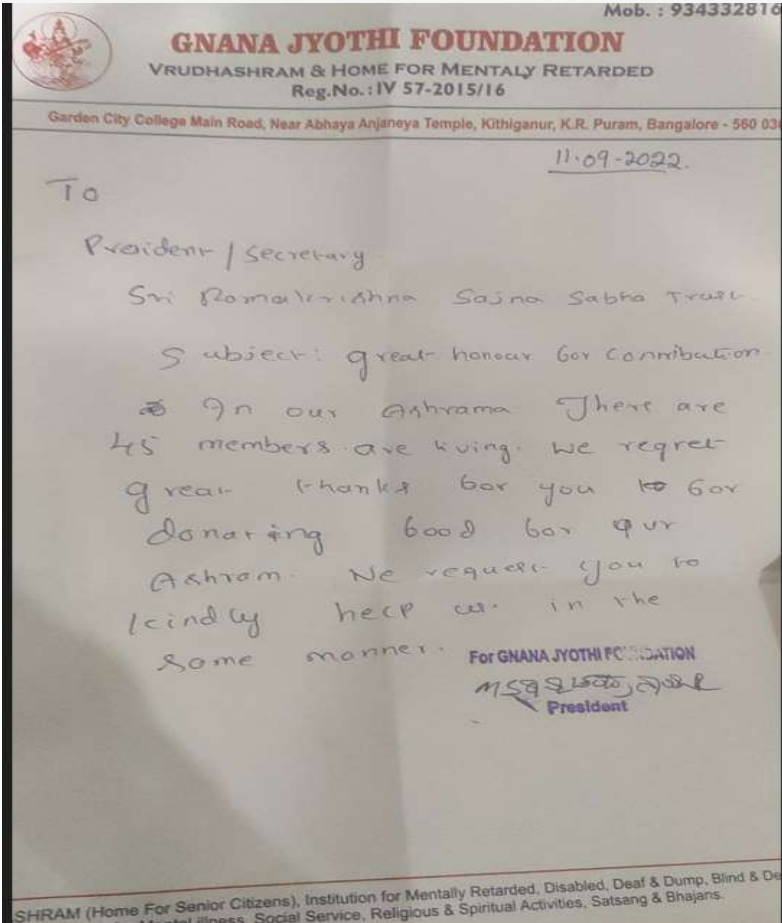 Mob. : 934332816
GNANA JYOTHI FOUNDATION
VRUDHASHRAM & HOME FOR MENTALY RETARDED
Reg.No.: IV 57-2015/16
Garden City College Main Road, Near Abhaya Anjaneya Temple, Kithiganur, K.R. Puram, Bangalore - 560 03
11-09-2022.
To
President / Secretary
Sri Ramakrishna Sajna Sabha Trust.
Subject: great honour for Connibution
In our Ashrama There are
45 members are living. We regret
great thanks for you to for
donating food for our
Ashram. We request you to
kindly help us. in the
same manner.
For GNANA JYOTHI FOUNDATION
President
SHRAM (Home For Senior Citizens), Institution for Mentally Retarded, Disabled, Deaf & Dump, Blind & De
Mental illness, Social Service, Religious & Spiritual Activities, Satsang & Bhajans.